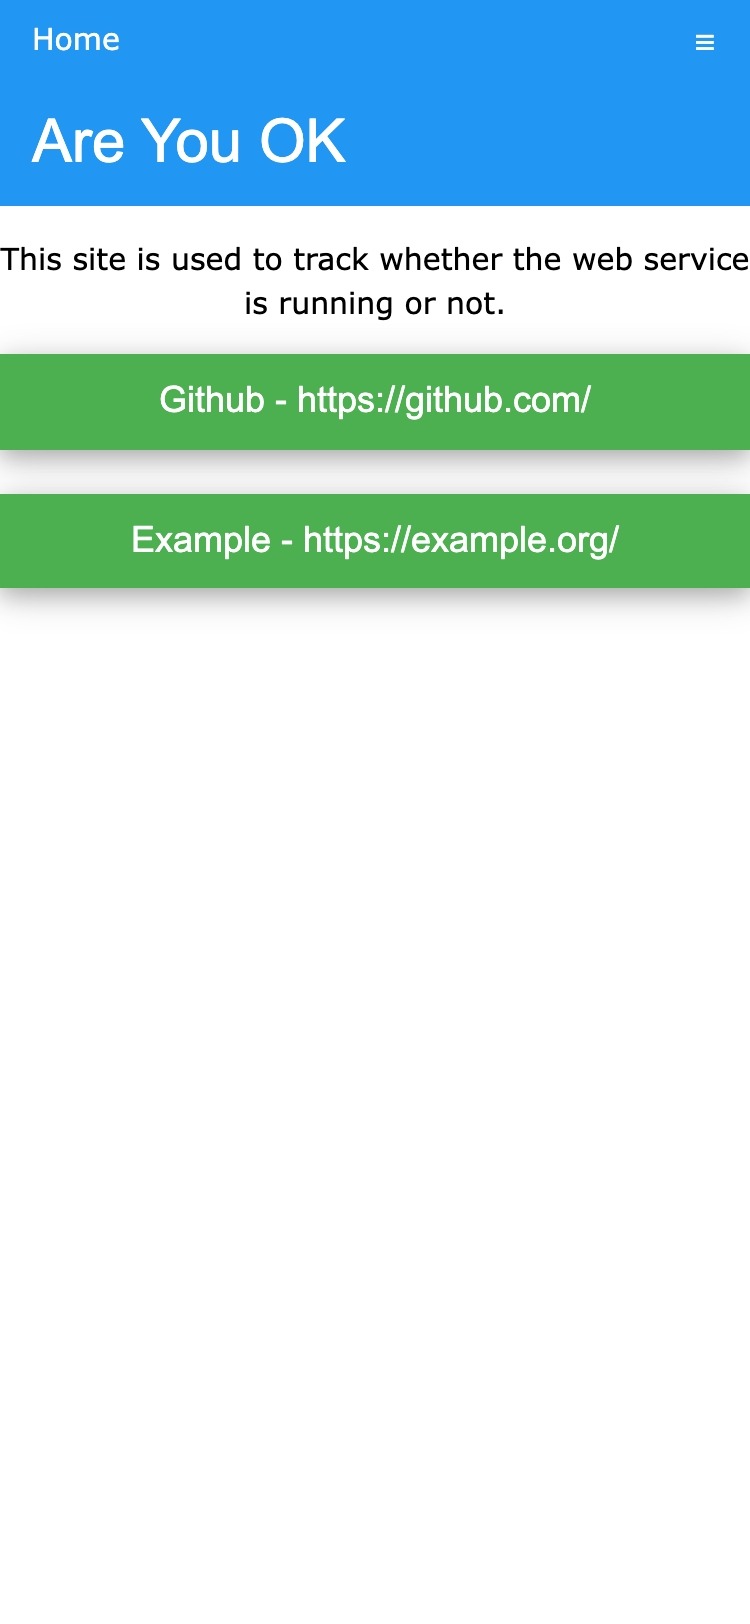 Home
Are You OK
This site is used to track whether the web service
is running or not.
Github - https://github.com/
Example - https://example.org/